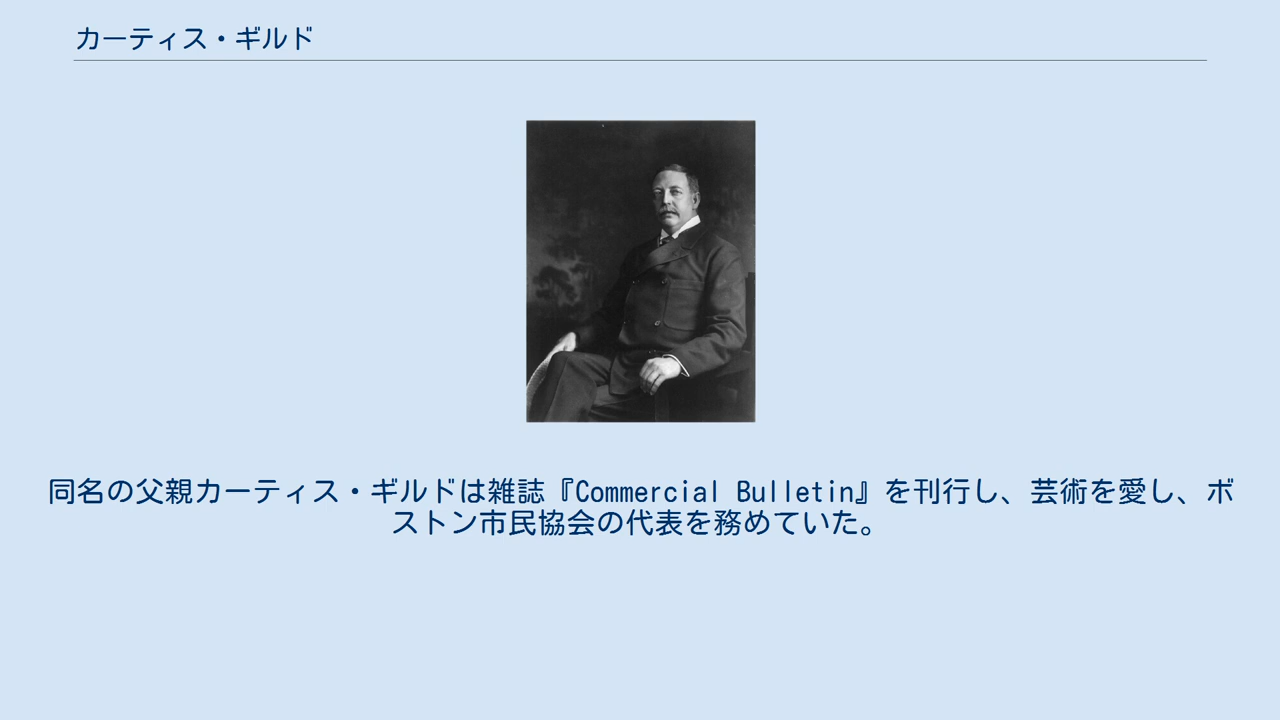 カーティス・ギルド
同名の父親カーティス・ギルドは雑誌『Commercial Bulletin』を刊行し、芸術を愛し、ボ
ストン市民協会の代表を務めていた。